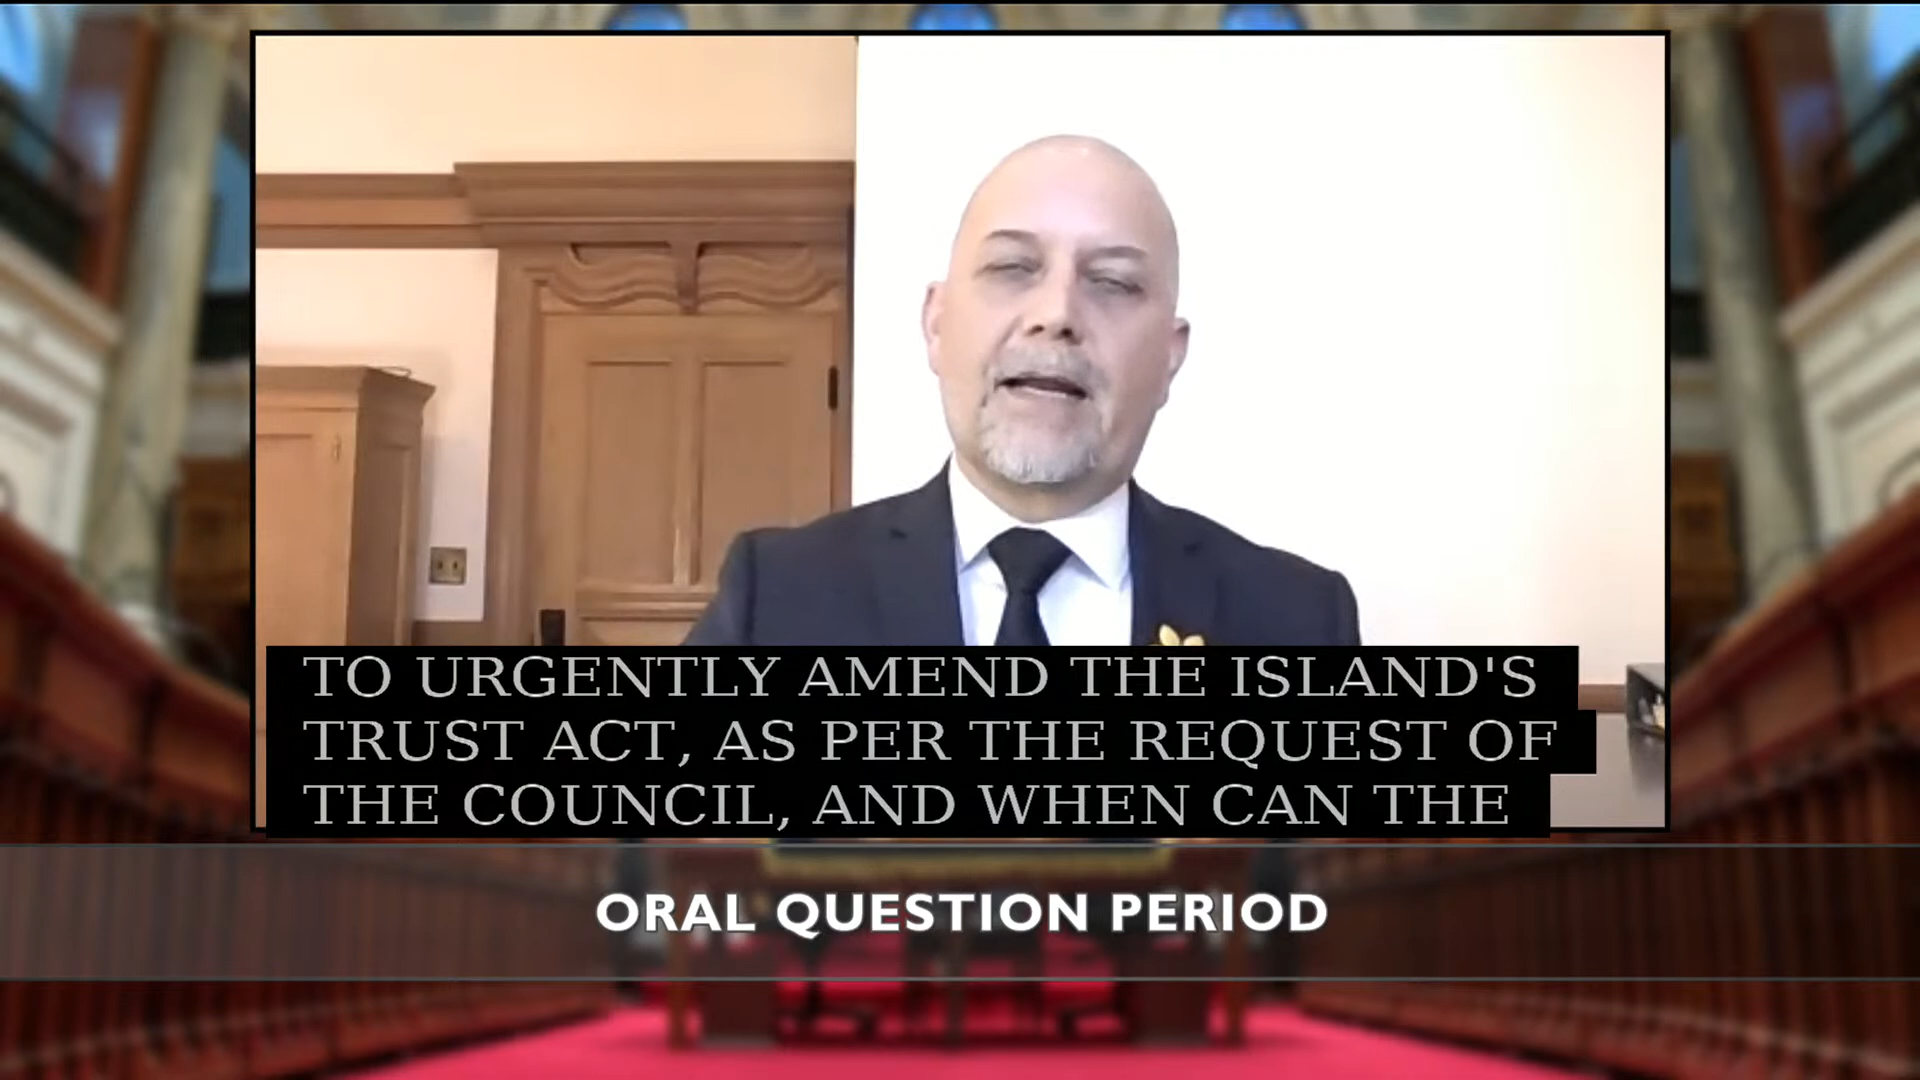 TO URGENTLY AMEND THE ISLAND'S
TRUST ACT, AS PER THE REQUEST OF
THE COUNCIL, AND WHEN CAN THE
ORAL QUESTION PERIOD